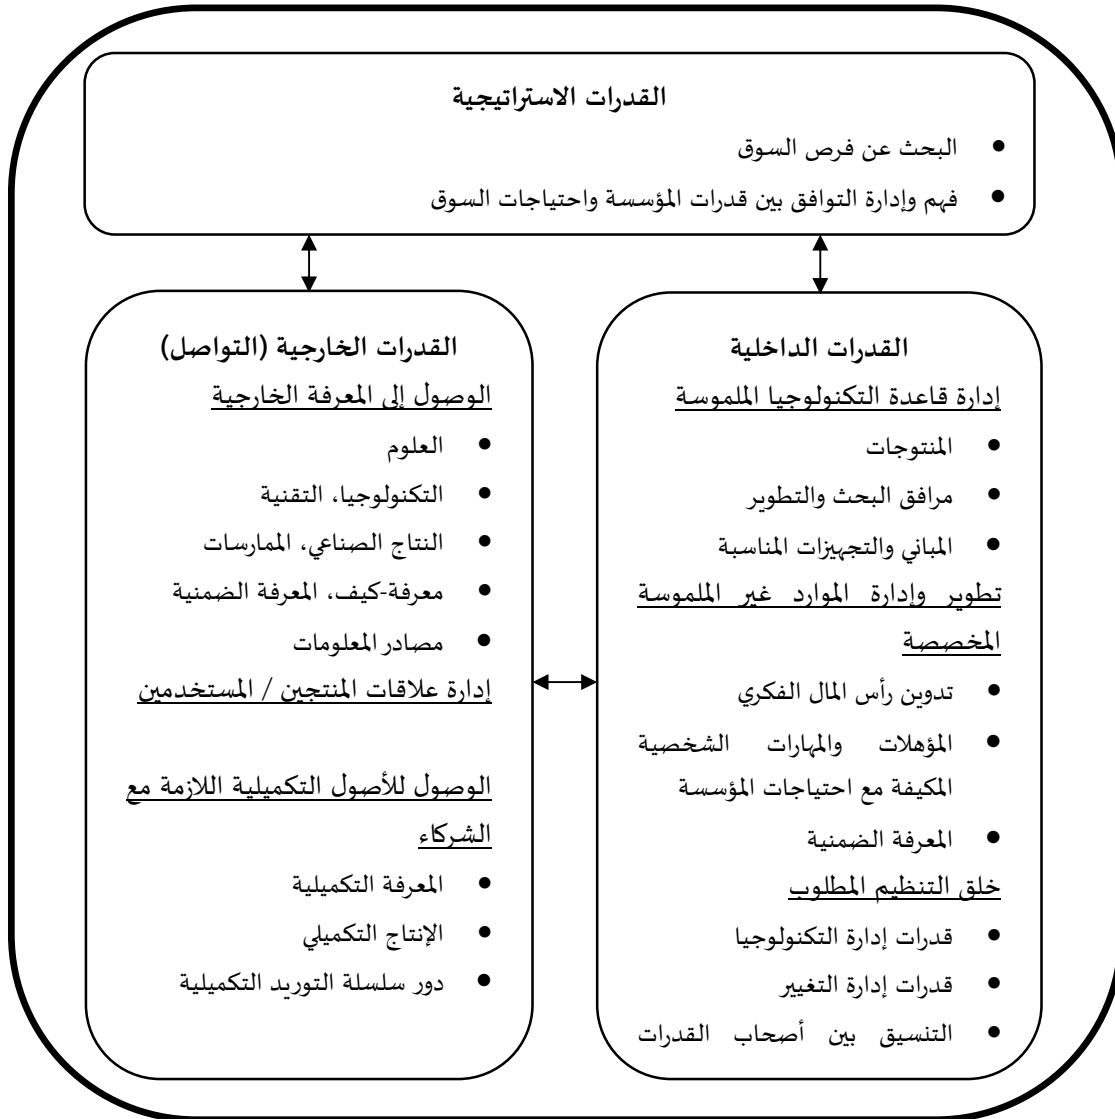 القدرات الاستراتيجية
• البحث عن فرص السوق
• فهم وإدارة التوافق بين قدرات المؤسسة واحتياجات السوق
القدرات الداخلية
إدارة قاعدة التكنولوجيا الملموسة
• المنتوجات
• مرافق البحث والتطوير
• المباني والتجهيزات المناسبة
تطوير وإدارة الموارد غير الملموسة
المخصصة
• تدوين رأس المال الفكري
• المؤهلات والمهارات الشخصية
المكيفة مع احتياجات المؤسسة
• المعرفة الضمنية
خلق التنظيم المطلوب
• قدرات إدارة التكنولوجيا
• قدرات إدارة التغيير
• التنسيق بين أصحاب القدرات
القدرات الخارجية (التواصل)
الوصول إلى المعرفة الخارجية
• العلوم
• التكنولوجيا، التقنية
• النتاج الصناعي، الممارسات
• معرفة-كيف، المعرفة الضمنية
• مصادر المعلومات
إدارة علاقات المنتجين / المستخدمين
الوصول للأصول التكميلية اللازمة مع
الشركاء
• المعرفة التكميلية
• الإنتاج التكميلي
• دور سلسلة التوريد التكميلية